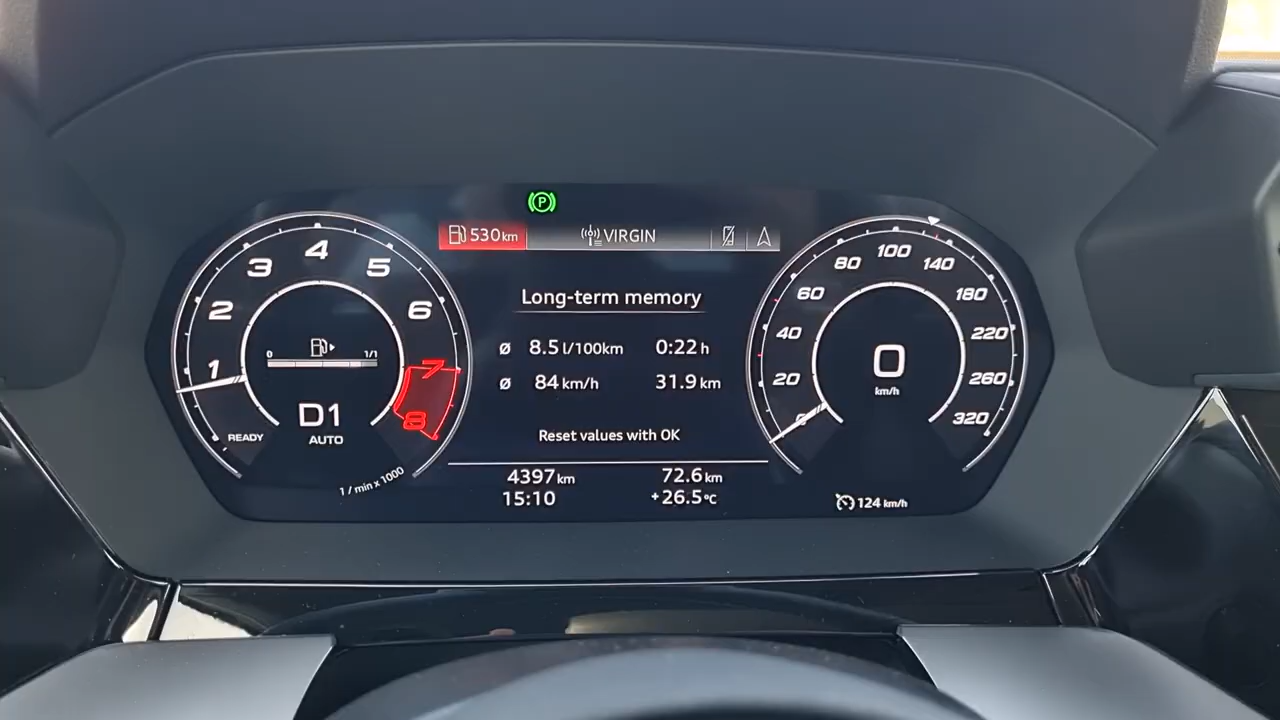 530km
VIRGIN
1
2
3
4
5
6
7
8
0
1/1
D1
AUTO
READY
1 / min x 1000
Long-term memory
ø 8.5 l/100km 0:22 h
ø 84 km/h 31.9 km
Reset values with OK
4397 km 72.6 km
15:10 +26.5°C
0
20
40
60
80
100
140
180
220
260
320
0
km/h
124 km/h
P